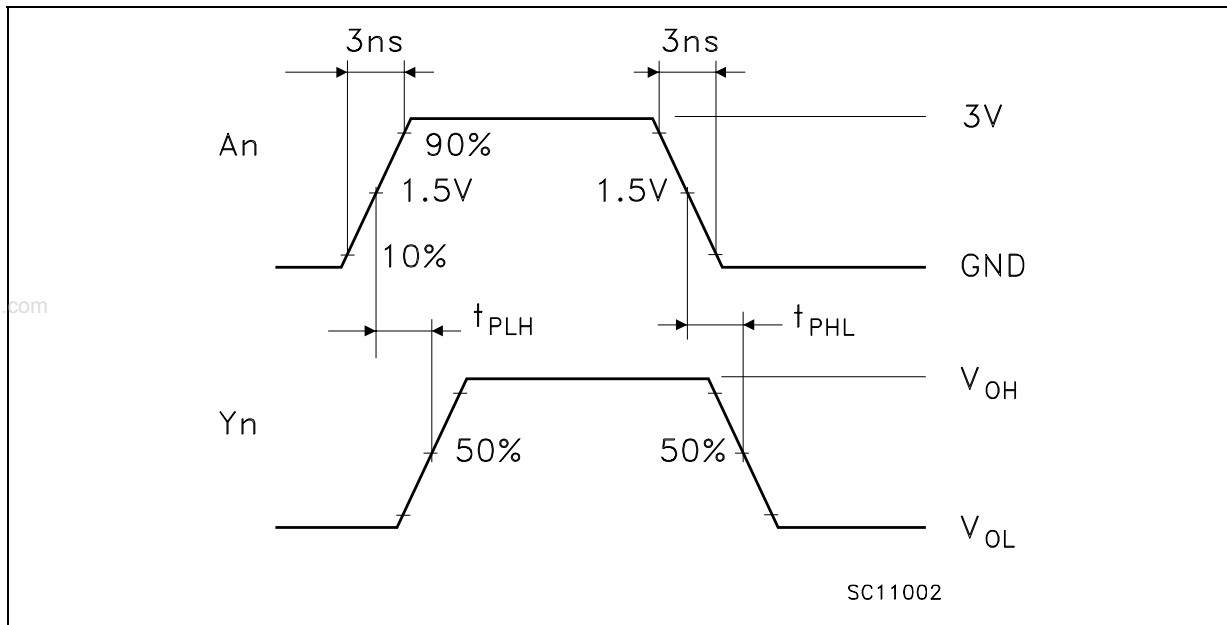 3ns 3ns
An 90% 3V
1.5V 1.5V
10% GND
.com
tPLH tPHL
VOH
Yn 50% 50%
VOL
SC11002